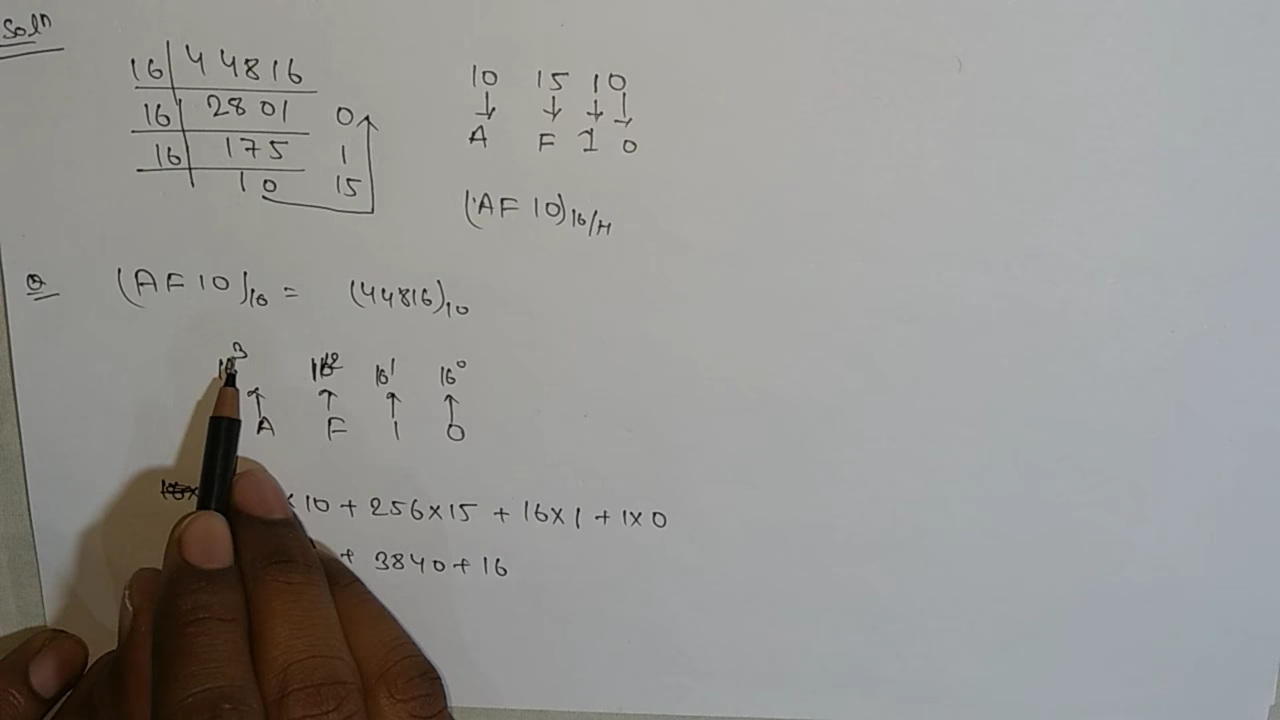 Solⁿ
16 | 44816
16 | 2801 0
16 | 175 1
10 15
10 15 1 0
↓ ↓ ↓ ↓
A F 1 0
(AF10)16/H
Q (AF10)16 = (44816)10
16³ 16² 16¹ 16⁰
↑ ↑ ↑ ↑
A F 1 0
×10 + 256×15 + 16×1 + 1×0
+ 3840 + 16